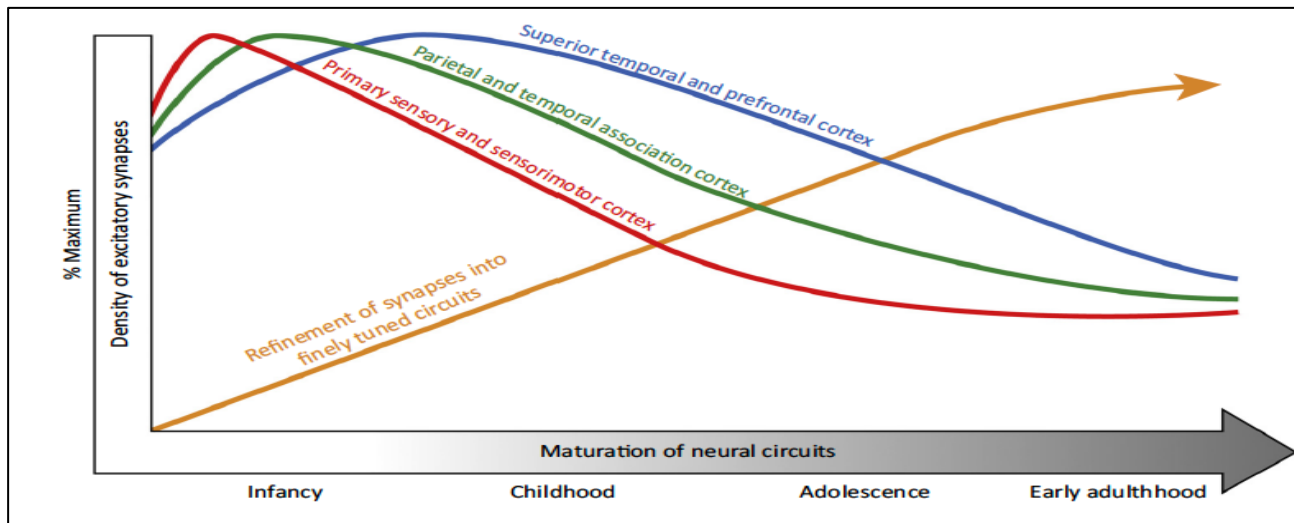 Superior temporal and prefrontal cortex
Parietal and temporal association cortex
Primary sensory and sensorimotor cortex
% Maximum
Density of excitatory synapses
Refinement of synapses into
finely tuned circuits
Maturation of neural circuits
Infancy
Childhood
Adolescence
Early adulthhood